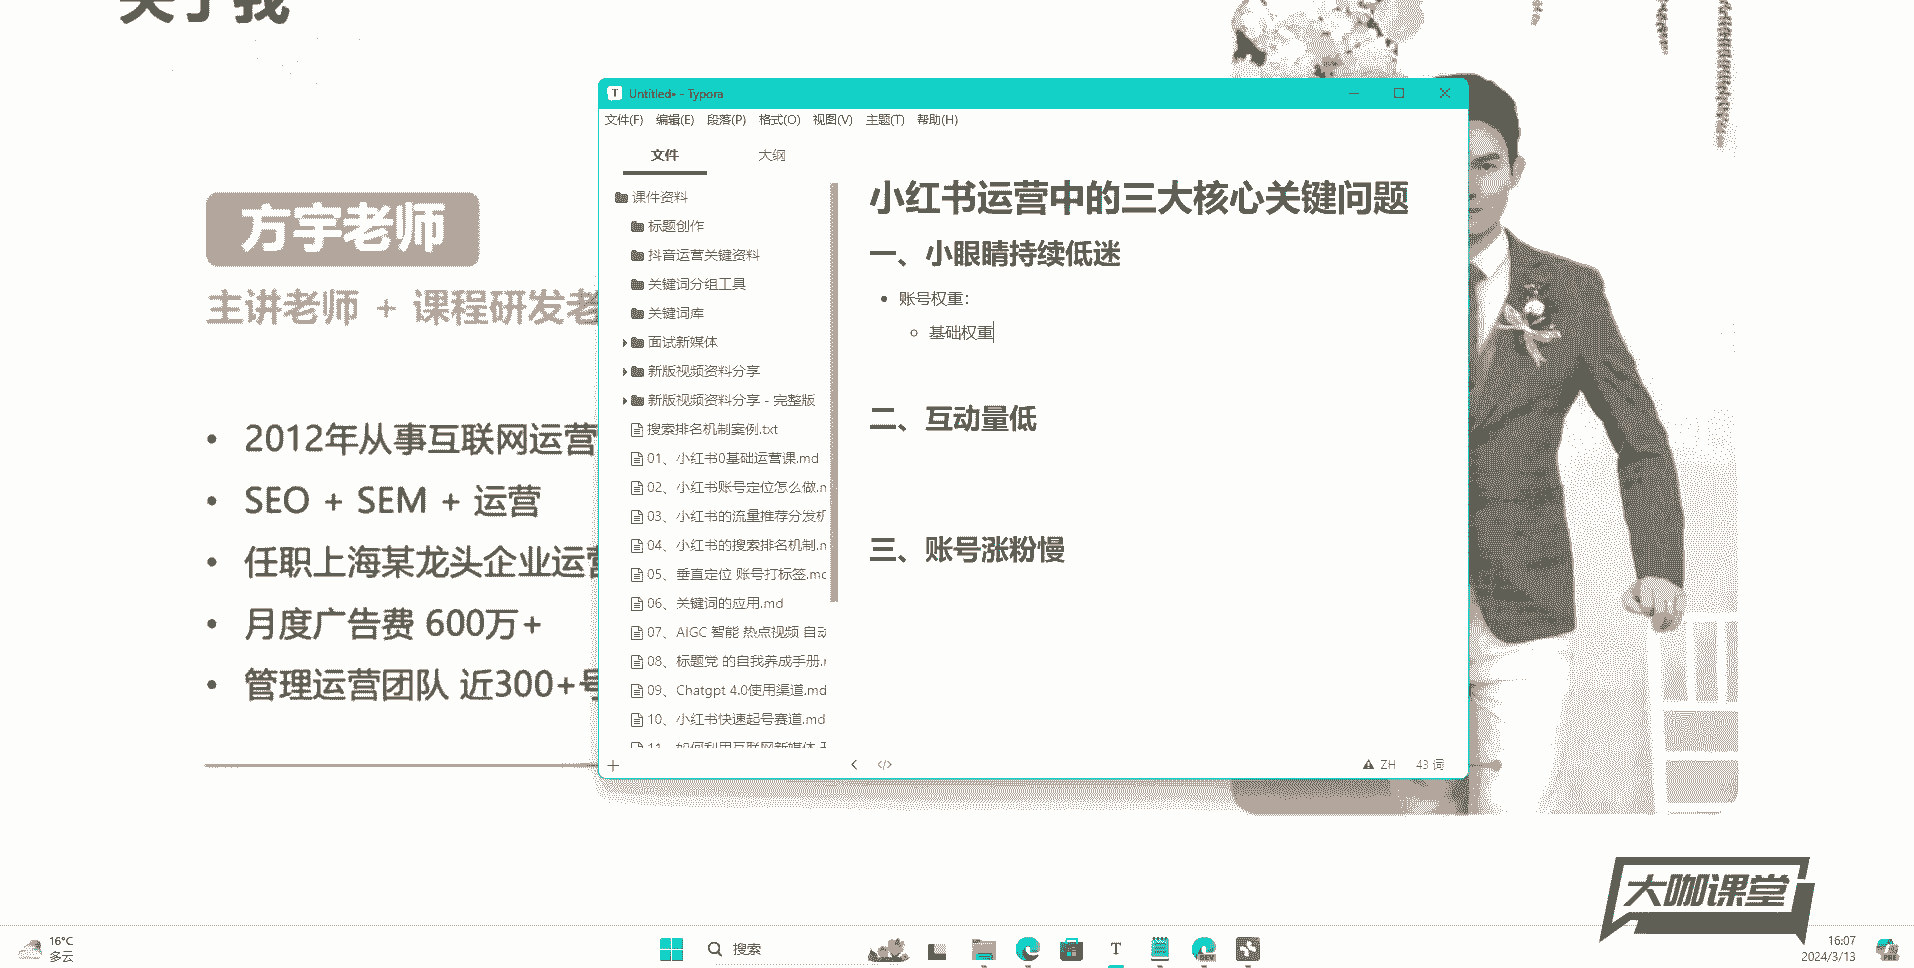 关于我
方宇老师
主讲老师 + 课程研发老
2012年从事互联网运营
SEO + SEM + 运营
任职上海某龙头企业运营
月度广告费 600万+
管理运营团队 近300+号
Untitled• - Typora
文件(F) 编辑(E) 段落(P) 格式(O) 视图(V) 主题(T) 帮助(H)
文件 大纲
课件资料
标题创作
抖音运营关键资料
关键词分组工具
关键词库
面试新媒体
新版视频资料分享
新版视频资料分享 - 完整版
搜索排名机制案例.txt
01、小红书0基础运营课.md
02、小红书账号定位怎么做.n
03、小红书的流量推荐分发机
04、小红书的搜索排名机制.n
05、垂直定位 账号打标签.mc
06、关键词的应用.md
07、AIGC 智能 热点视频 自动
08、标题党 的自我养成手册.r
09、Chatgpt 4.0使用渠道.md
10、小红书快速起号赛道.md
11、如何利用互联网新媒体
小红书运营中的三大核心关键问题
一、小眼睛持续低迷
账号权重：
基础权重
二、互动量低
三、账号涨粉慢
ZH 43 词
大咖课堂
16°C
多云
搜索
16:07
2024/3/13